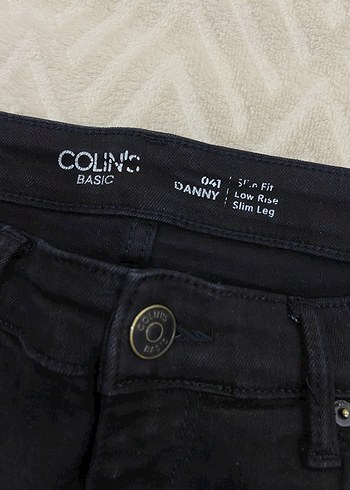 COLIN'S
BASIC
041
DANNY
Slim Fit
Low Rise
Slim Leg
COLIN'S
BASIC